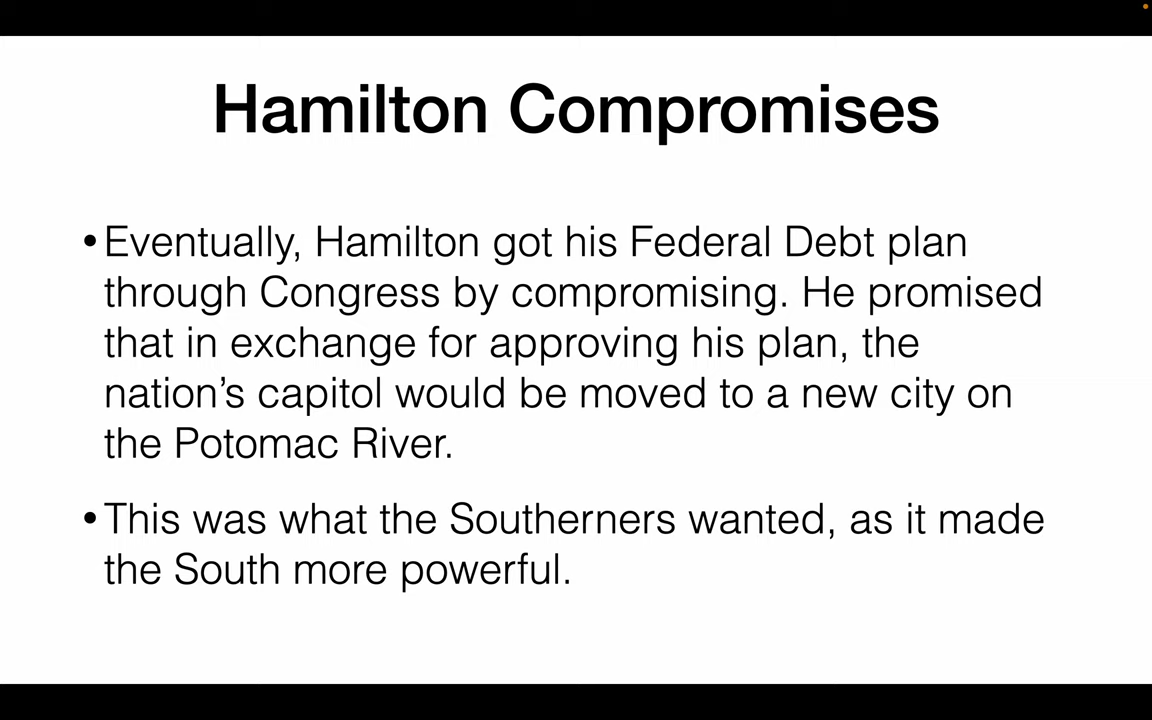 Hamilton Compromises
•Eventually, Hamilton got his Federal Debt plan
through Congress by compromising. He promised
that in exchange for approving his plan, the
nation’s capitol would be moved to a new city on
the Potomac River.
•This was what the Southerners wanted, as it made
the South more powerful.